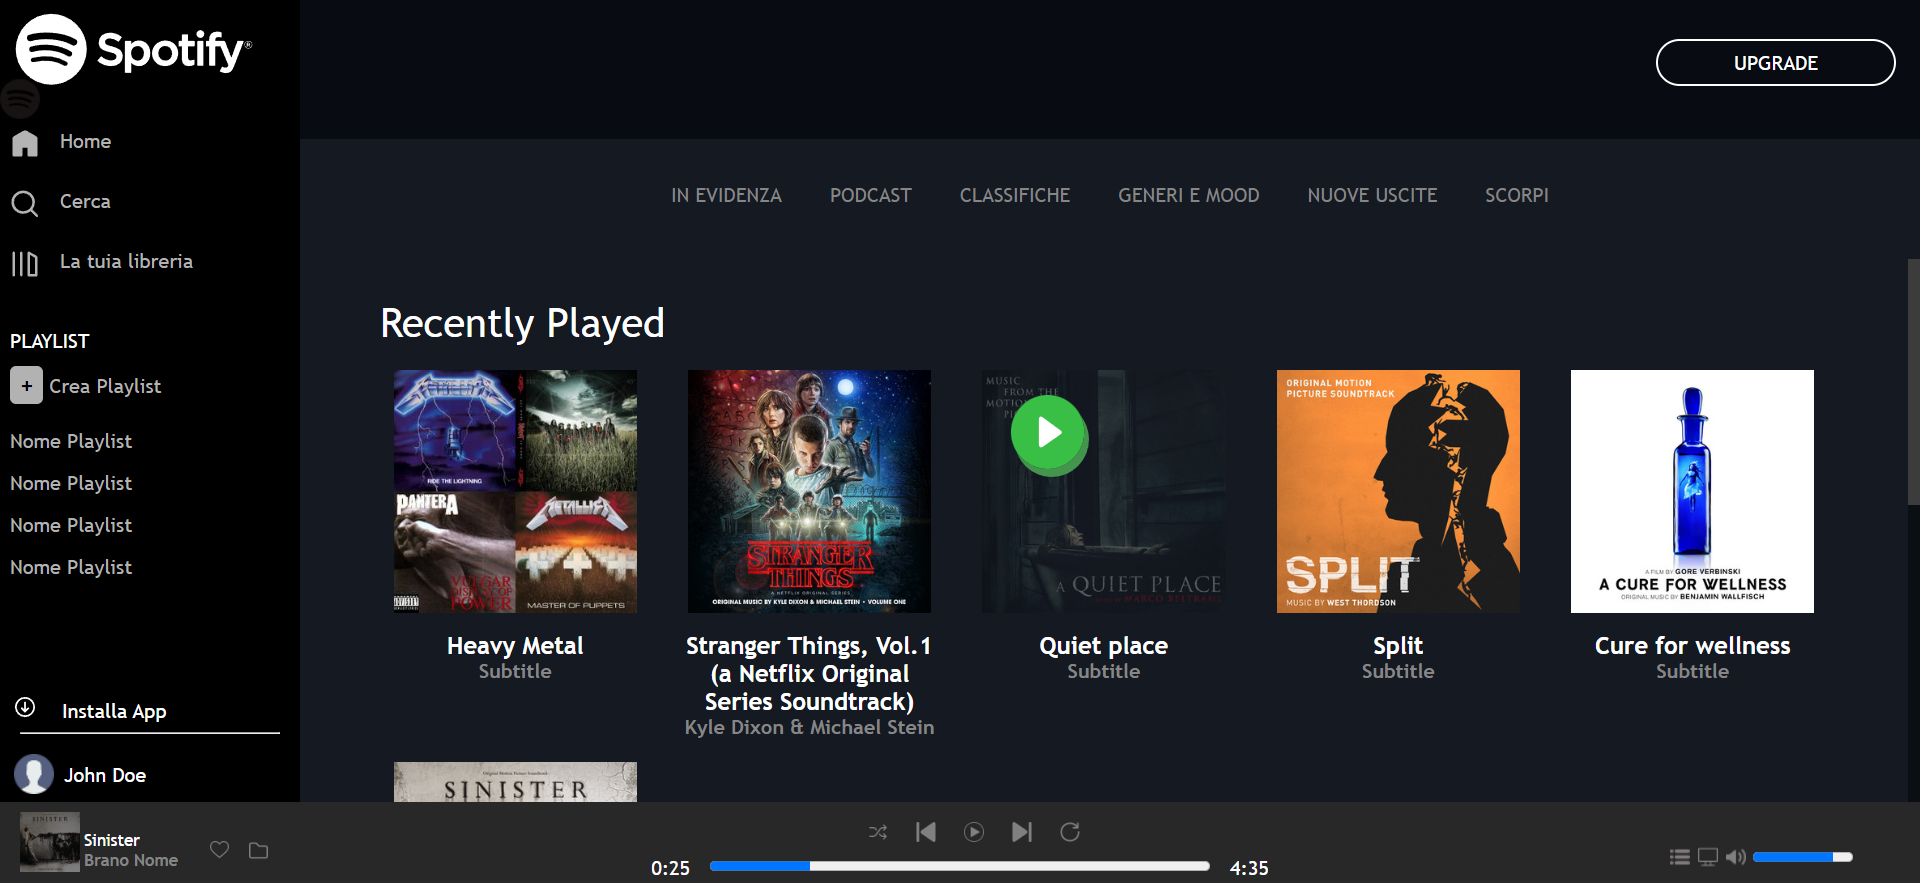 Spotify®
UPGRADE
Home
Cerca
La tuia libreria
PLAYLIST
+ Crea Playlist
Nome Playlist
Nome Playlist
Nome Playlist
Nome Playlist
Installa App
John Doe
IN EVIDENZA PODCAST CLASSIFICHE GENERI E MOOD NUOVE USCITE SCORPI
Recently Played
RIDE THE LIGHTNING
PANTERA
VULGAR
DISPLAY OF
POWER
METALLICA
MASTER OF PUPPETS
Heavy Metal
Subtitle
STRANGER
THINGS
A NETFLIX ORIGINAL SERIES
ORIGINAL MUSIC BY KYLE DIXON & MICHAEL STEIN • VOLUME ONE
Stranger Things, Vol.1
(a Netflix Original
Series Soundtrack)
Kyle Dixon & Michael Stein
MUSIC
FROM THE
A QUIET PLACE
MARCO BELTRAMI
Quiet place
Subtitle
ORIGINAL MOTION
PICTURE SOUNDTRACK
SPLIT
MUSIC BY WEST THORDSON
Split
Subtitle
A FILM BY GORE VERBINSKI
A CURE FOR WELLNESS
ORIGINAL MUSIC BY BENJAMIN WALLFISCH
Cure for wellness
Subtitle
Original Motion Picture Soundtrack
SINISTER
SINISTER
Sinister
Brano Nome
0:25
4:35